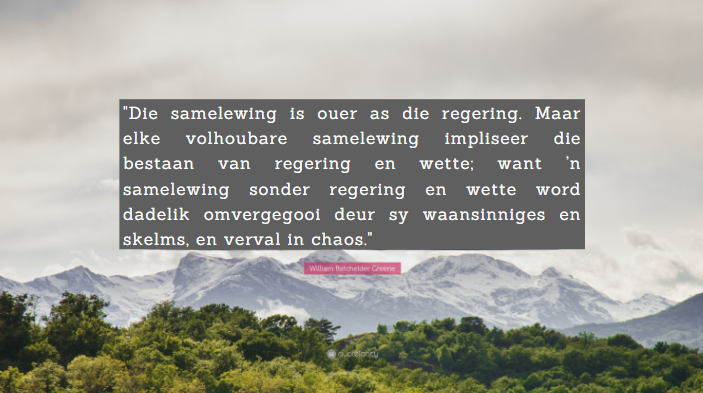 "Die samelewing is ouer as die regering. Maar
elke volhoubare samelewing impliseer die
bestaan van regering en wette; want ’n
samelewing sonder regering en wette word
dadelik omvergegooi deur sy waansinniges en
skelms, en verval in chaos."
William Batchelder Greene
quotefancy